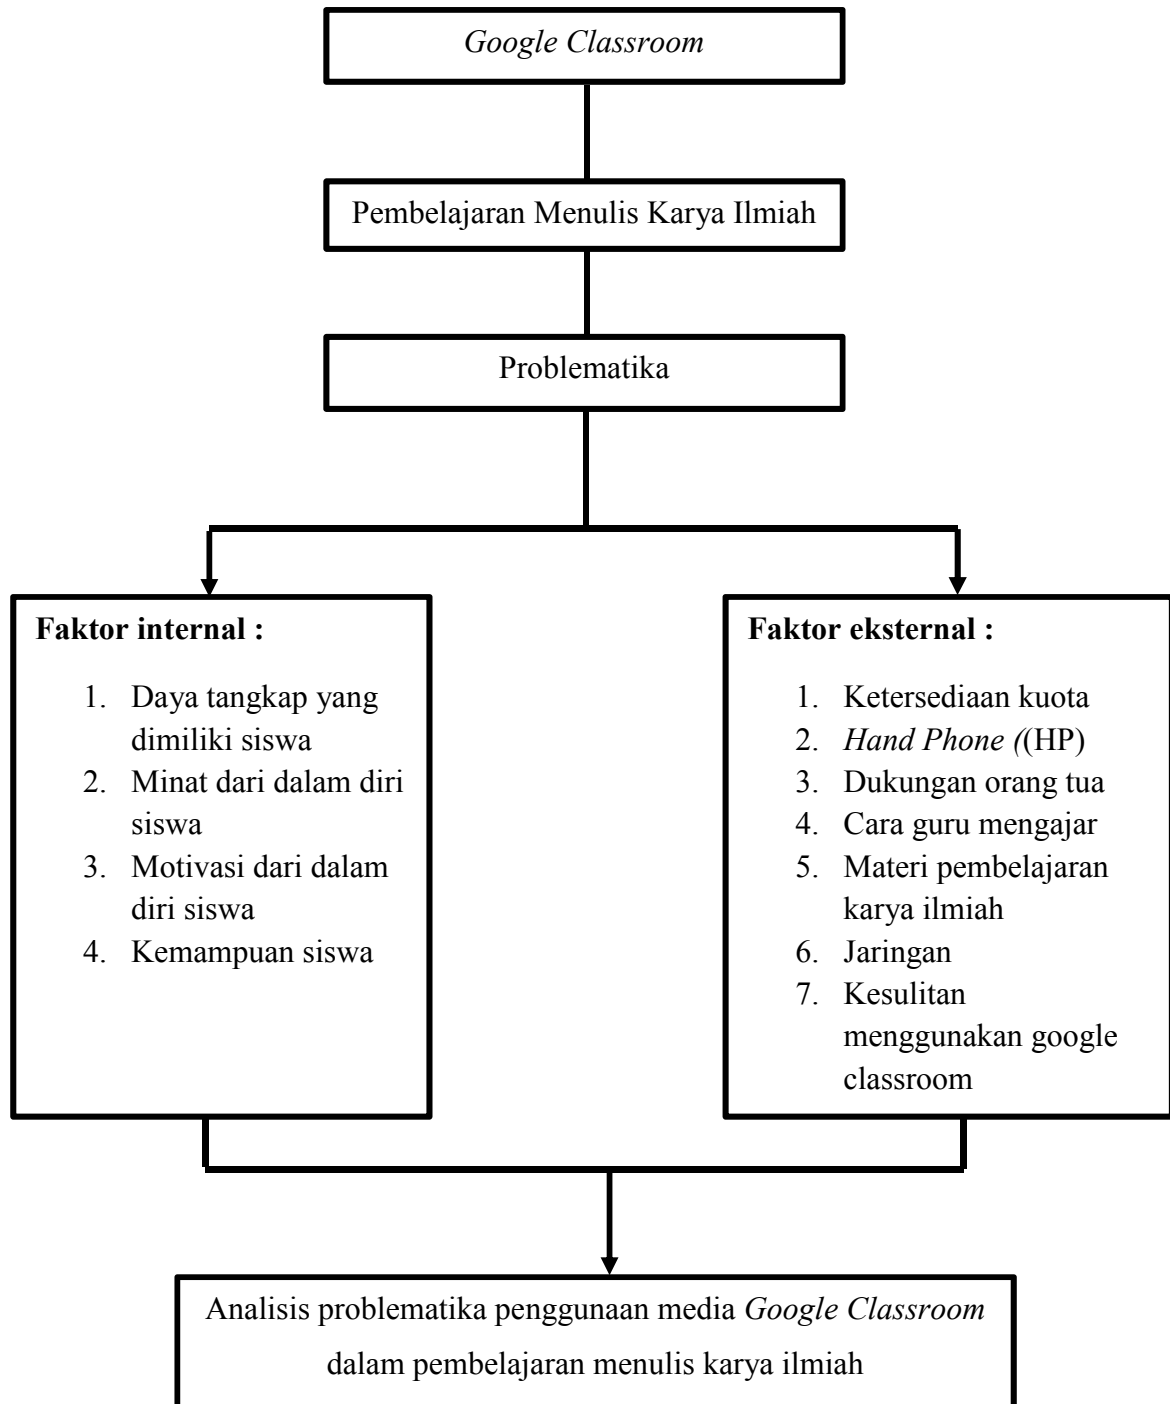 Google Classroom
Pembelajaran Menulis Karya Ilmiah
Problematika
Faktor internal :
1. Daya tangkap yang
dimiliki siswa
2. Minat dari dalam diri
siswa
3. Motivasi dari dalam
diri siswa
4. Kemampuan siswa
Faktor eksternal :
1. Ketersediaan kuota
2. Hand Phone ((HP)
3. Dukungan orang tua
4. Cara guru mengajar
5. Materi pembelajaran
karya ilmiah
6. Jaringan
7. Kesulitan
menggunakan google
classroom
Analisis problematika penggunaan media Google Classroom
dalam pembelajaran menulis karya ilmiah